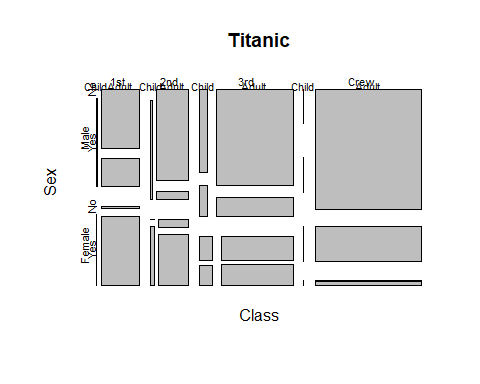 Titanic
1st 2nd 3rd Crew
Child Adult Child Adult Child Adult Child Adult
No
Male
Yes
Sex
No
Female
Yes
Class